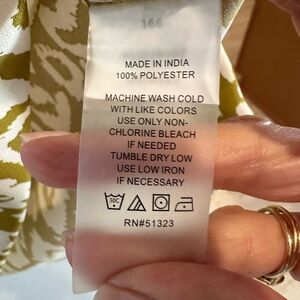 MADE IN INDIA
100% POLYESTER
MACHINE WASH COLD
WITH LIKE COLORS
USE ONLY NON-
CHLORINE BLEACH
IF NEEDED
TUMBLE DRY LOW
USE LOW IRON
IF NECESSARY
30C
RN#51323